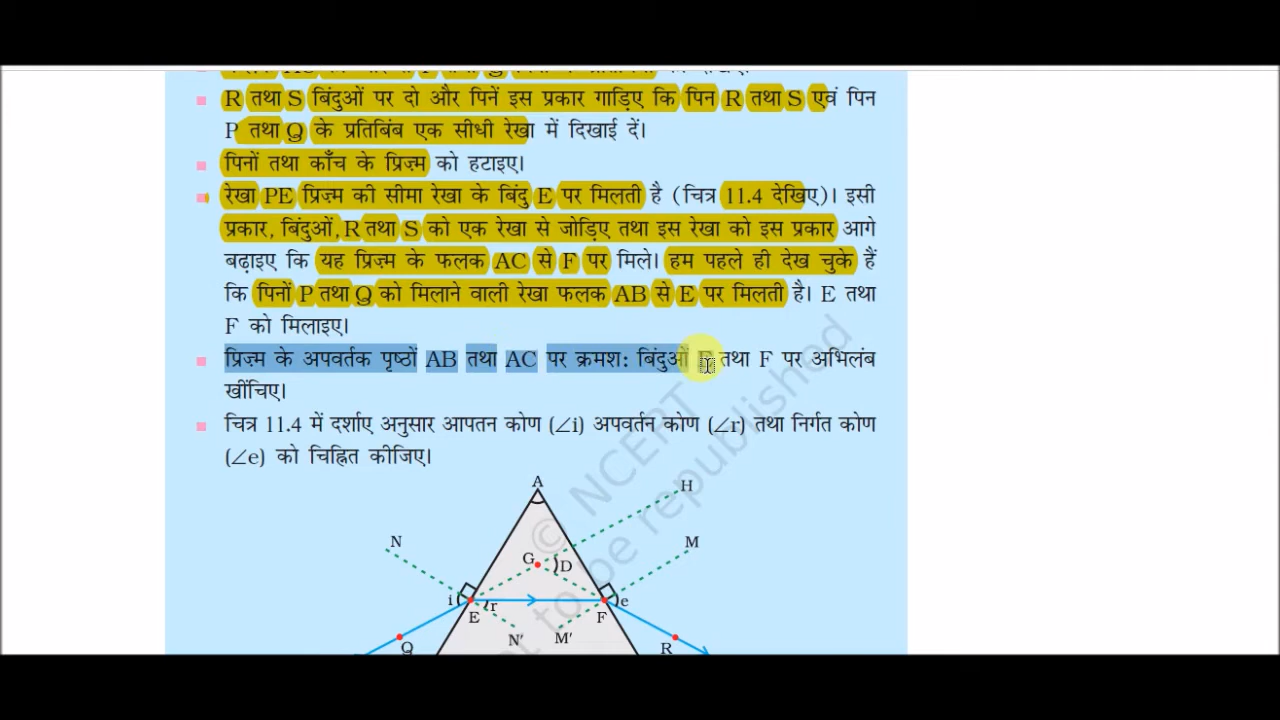 R तथा S बिंदुओं पर दो और पिनें इस प्रकार गाड़िए कि पिन R तथा S एवं पिन
P तथा Q के प्रतिबिंब एक सीधी रेखा में दिखाई दें।
पिनों तथा काँच के प्रिज़्म को हटाइए।
रेखा PE प्रिज़्म की सीमा रेखा के बिंदु E पर मिलती है (चित्र 11.4 देखिए)। इसी
प्रकार, बिंदुओं, R तथा S को एक रेखा से जोड़िए तथा इस रेखा को इस प्रकार आगे
बढ़ाइए कि यह प्रिज़्म के फलक AC से F पर मिले। हम पहले ही देख चुके हैं
कि पिनों P तथा Q को मिलाने वाली रेखा फलक AB से E पर मिलती है। E तथा
F को मिलाइए।
प्रिज़्म के अपवर्तक पृष्ठों AB तथा AC पर क्रमश: बिंदुओं E तथा F पर अभिलंब
खींचिए।
चित्र 11.4 में दर्शाए अनुसार आपतन कोण (∠i) अपवर्तन कोण (∠r) तथा निर्गत कोण
(∠e) को चिह्नित कीजिए।
A
H
N
M
G
D
i
r
e
E
F
N′
M′
Q
R
© NCERT
not to be republished